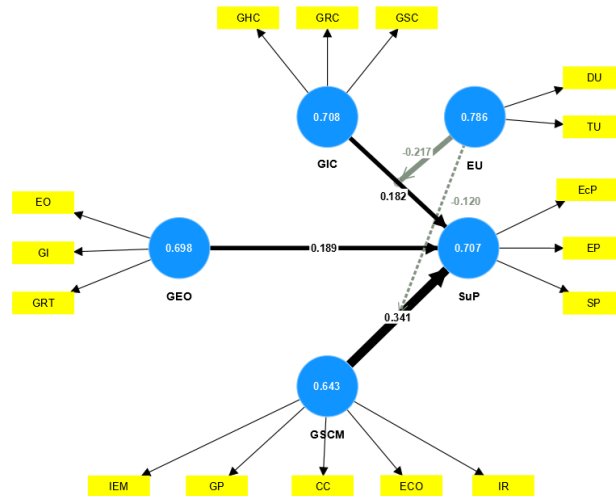 GHC
GRC
GSC
DU
0.708
0.786
TU
GIC
EU
-0.217
0.182
-0.120
EcP
EO
GI
0.698
0.189
0.707
EP
GRT
GEO
SuP
SP
0.341
0.643
GSCM
IEM
GP
CC
ECO
IR